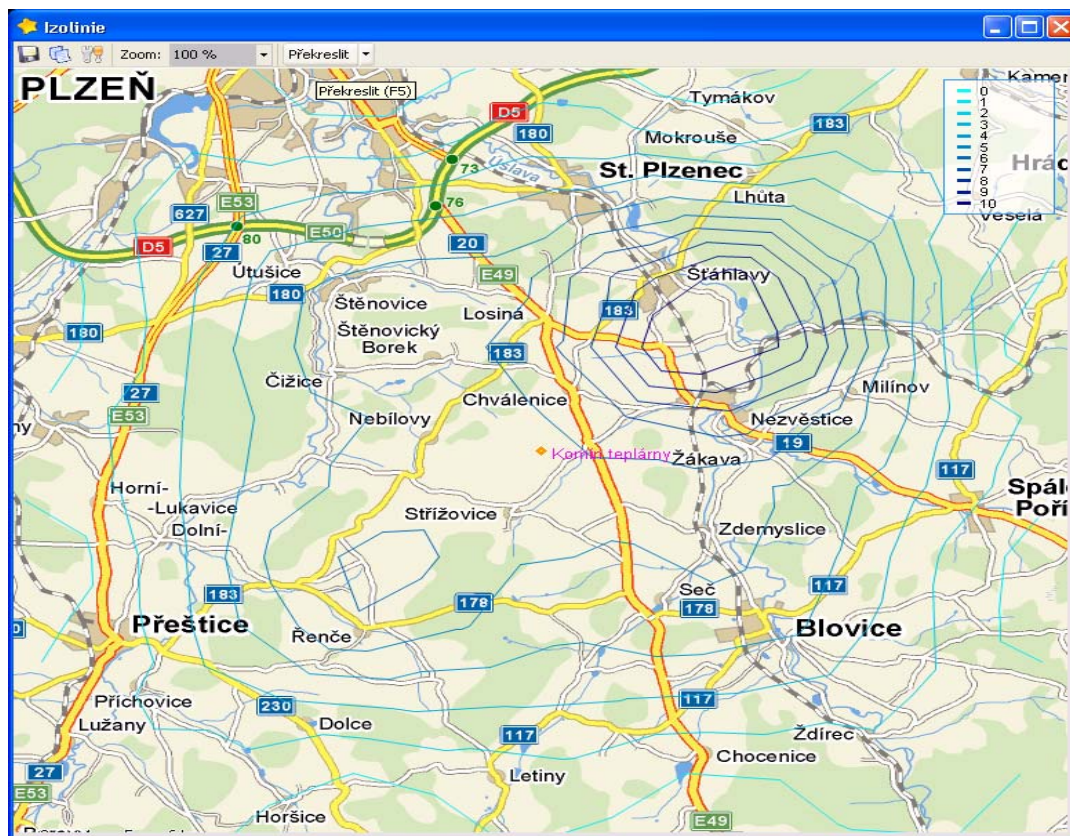 Izolinie
Zoom: 100 % Překreslit
Překreslit (F5)
PLZEŇ
0
1
2
3
4
5
6
7
8
9
10
D5
180
Tymákov
Mokrouše
183
73
Úslava
St. Plzenec
Lhůta
Veselá
E53
627
76
D5
80
E50
20
27
E49
Útušice
180
Štěnovice
Losiná
183
Šťáhlavy
180
Štěnovický
Borek
183
27
Čižice
Chválenice
Milínov
E53
Nebílovy
Nezvěstice
19
Komín teplárny
Žákava
117
Horní-
-Lukavice
Dolní-
Střížovice
Zdemyslice
183
178
Seč
178
117
Přeštice
Řenče
Blovice
Příchovice
Lužany
230
Dolce
117
117
Ždírec
27
Letiny
Chocenice
E53
Horšice
E49